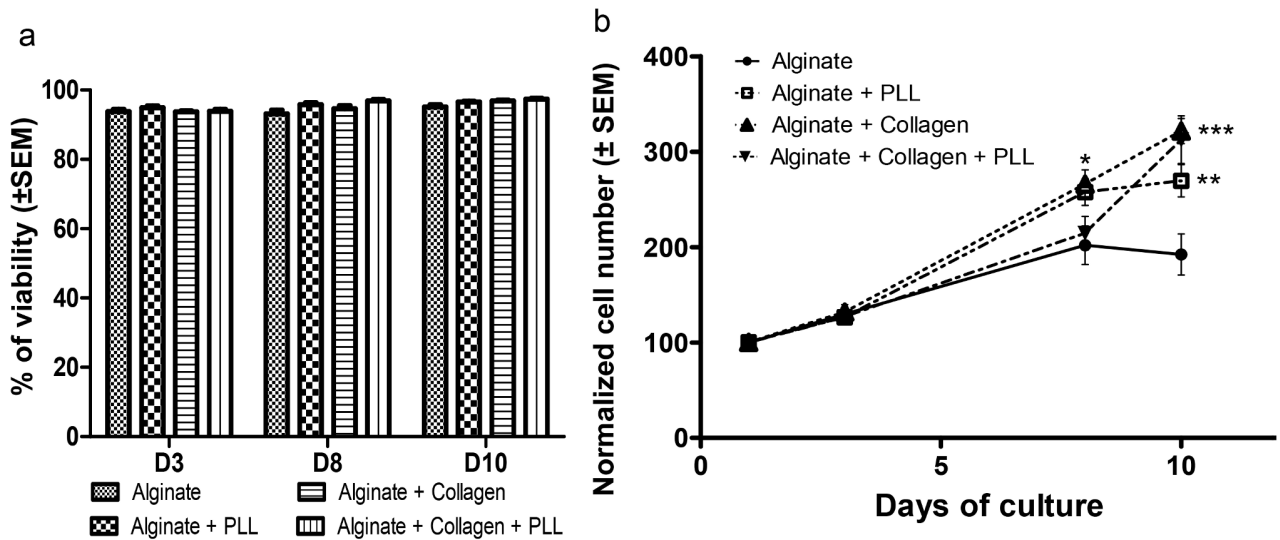 a
% of viability (±SEM)
100
80
60
40
20
0
D3
D8
D10
Alginate
Alginate + Collagen
Alginate + PLL
Alginate + Collagen + PLL
b
Normalized cell number (± SEM)
400
300
200
100
0
Alginate
Alginate + PLL
Alginate + Collagen
Alginate + Collagen + PLL
*
***
**
0
5
10
Days of culture